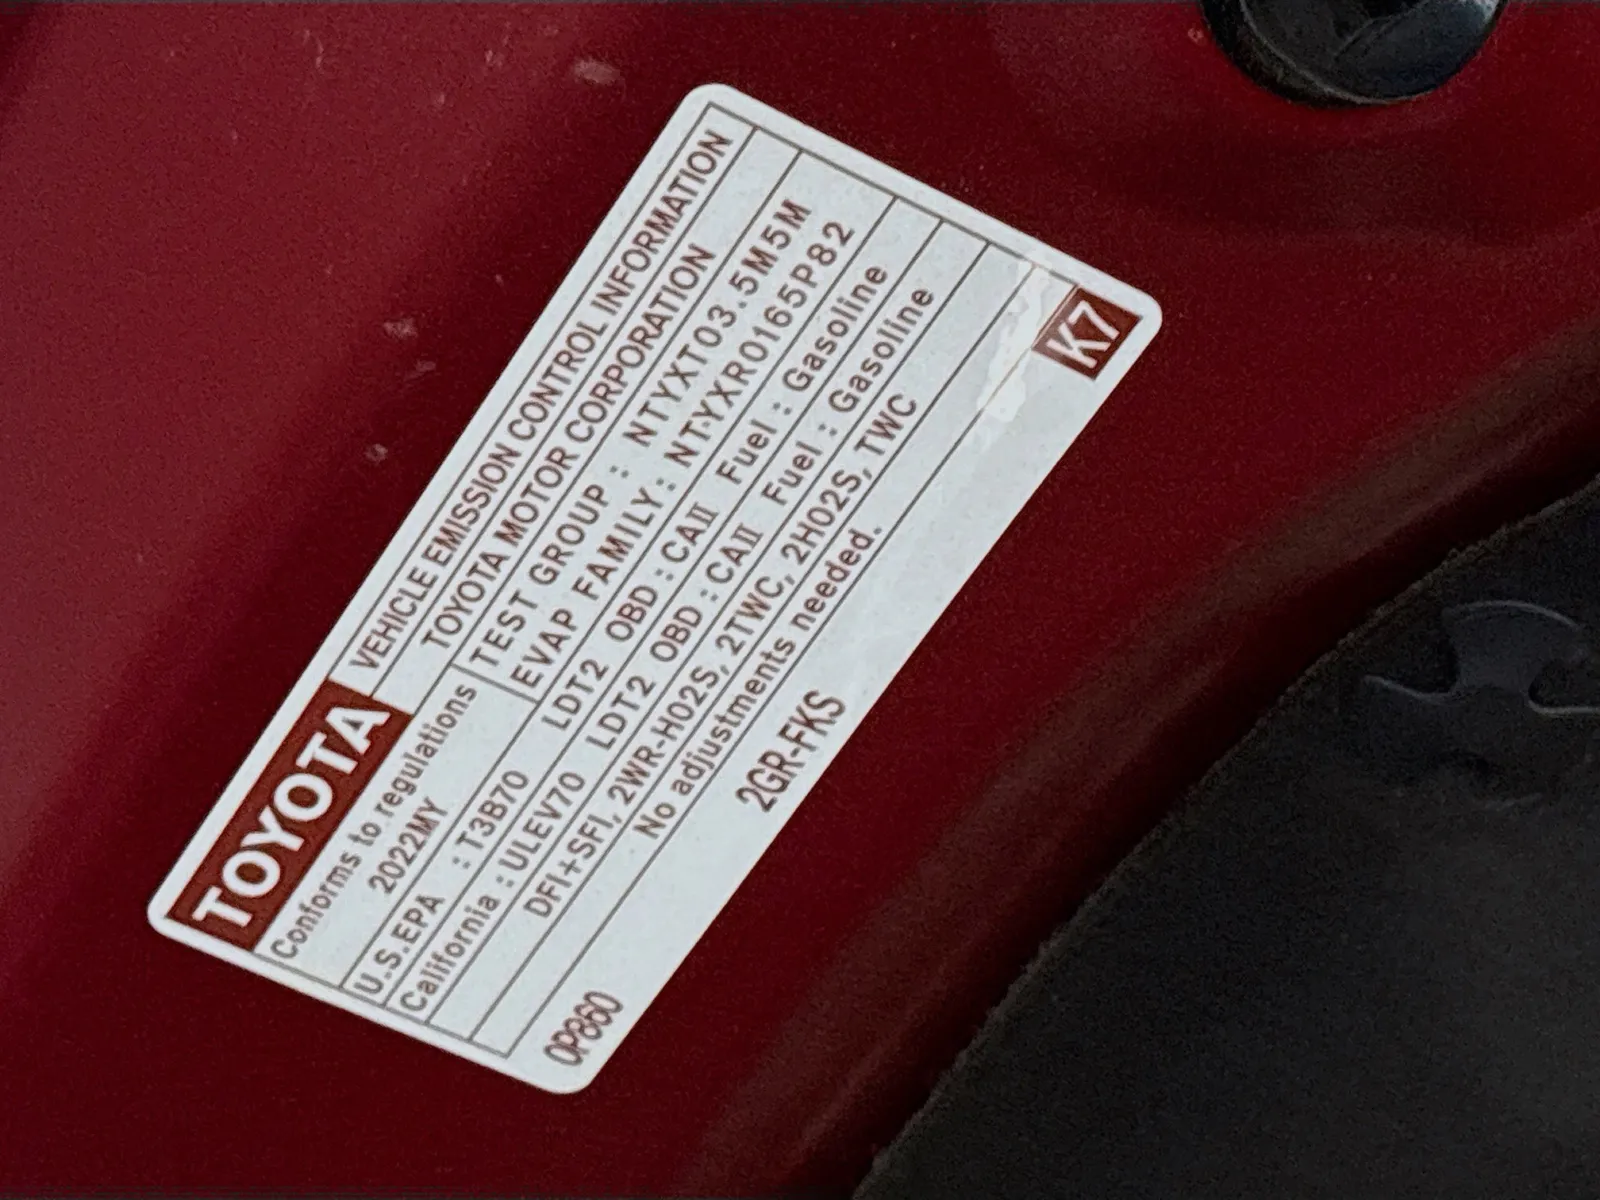 TOYOTA VEHICLE EMISSION CONTROL INFORMATION
Conforms to regulations TOYOTA MOTOR CORPORATION
2022MY TEST GROUP : NTYXT03.5M5M
EVAP FAMILY: NTYXR0165P82
U.S.EPA : T3B70 LDT2 OBD : CAII Fuel : Gasoline
California : ULEV70 LDT2 OBD : CAII Fuel : Gasoline
DFI+SFI, 2WR-HO2S, 2TWC, 2HO2S, TWC
No adjustments needed.
K7
0P860 2GR-FKS